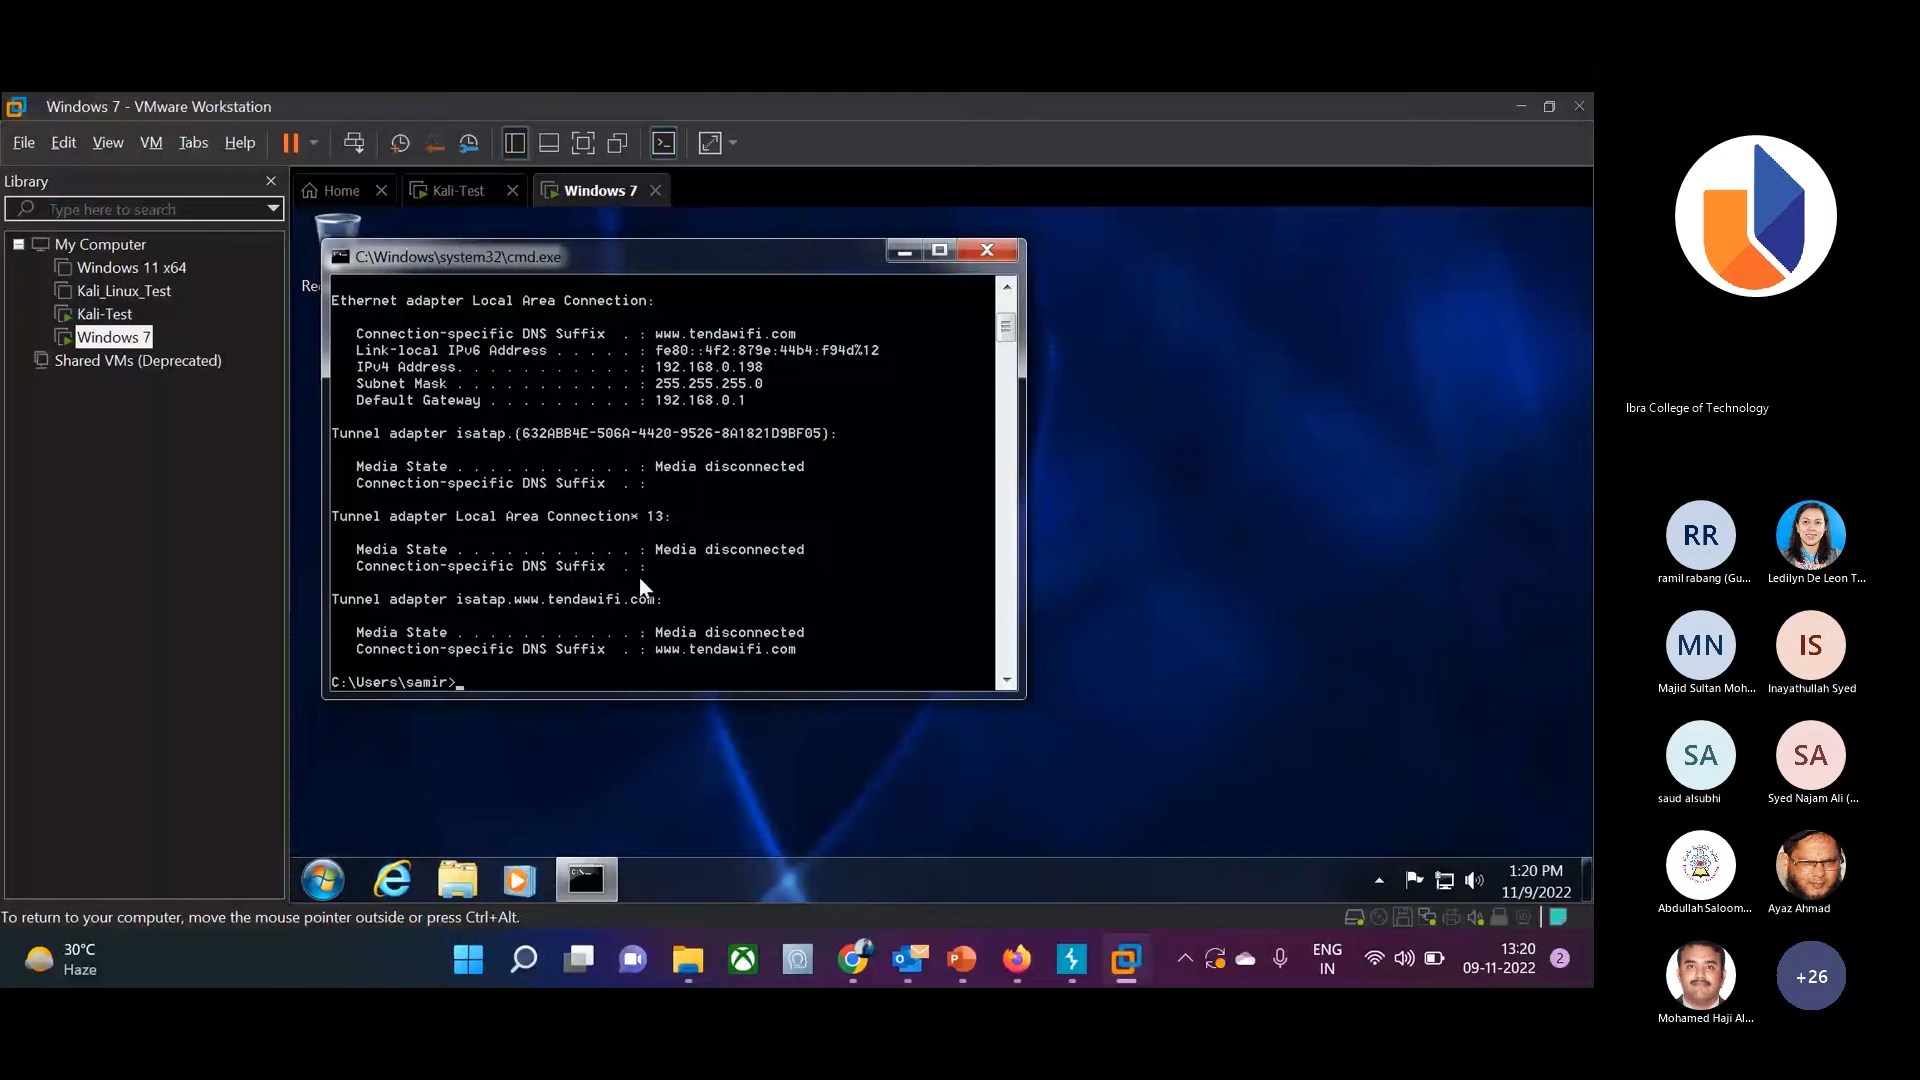 Windows 7 - VMware Workstation
File Edit View VM Tabs Help
Library
Type here to search
My Computer
Windows 11 x64
Kali_Linux_Test
Kali-Test
Windows 7
Shared VMs (Deprecated)
Home
Kali-Test
Windows 7
Rec
C:\Windows\system32\cmd.exe
Ethernet adapter Local Area Connection:
Connection-specific DNS Suffix . : www.tendawifi.com
Link-local IPv6 Address . . . . . : fe80::4f2:879e:44b4:f94d%12
IPv4 Address. . . . . . . . . . . : 192.168.0.198
Subnet Mask . . . . . . . . . . . : 255.255.255.0
Default Gateway . . . . . . . . . : 192.168.0.1
Tunnel adapter isatap.{632ABB4E-506A-4420-9526-8A1821D9BF05}:
Media State . . . . . . . . . . . : Media disconnected
Connection-specific DNS Suffix . :
Tunnel adapter Local Area Connection* 13:
Media State . . . . . . . . . . . : Media disconnected
Connection-specific DNS Suffix . :
Tunnel adapter isatap.www.tendawifi.com:
Media State . . . . . . . . . . . : Media disconnected
Connection-specific DNS Suffix . : www.tendawifi.com
C:\Users\samir>_
1:20 PM
11/9/2022
To return to your computer, move the mouse pointer outside or press Ctrl+Alt.
30°C
Haze
ENG
IN
13:20
09-11-2022
2
Ibra College of Technology
RR
ramil rabang (Gu...
Ledilyn De Leon T...
MN
Majid Sultan Moh...
IS
Inayathullah Syed
SA
saud alsubhi
SA
Syed Najam Ali (...
Abdullah Saloom...
Ayaz Ahmad
Mohamed Haji Al...
+26